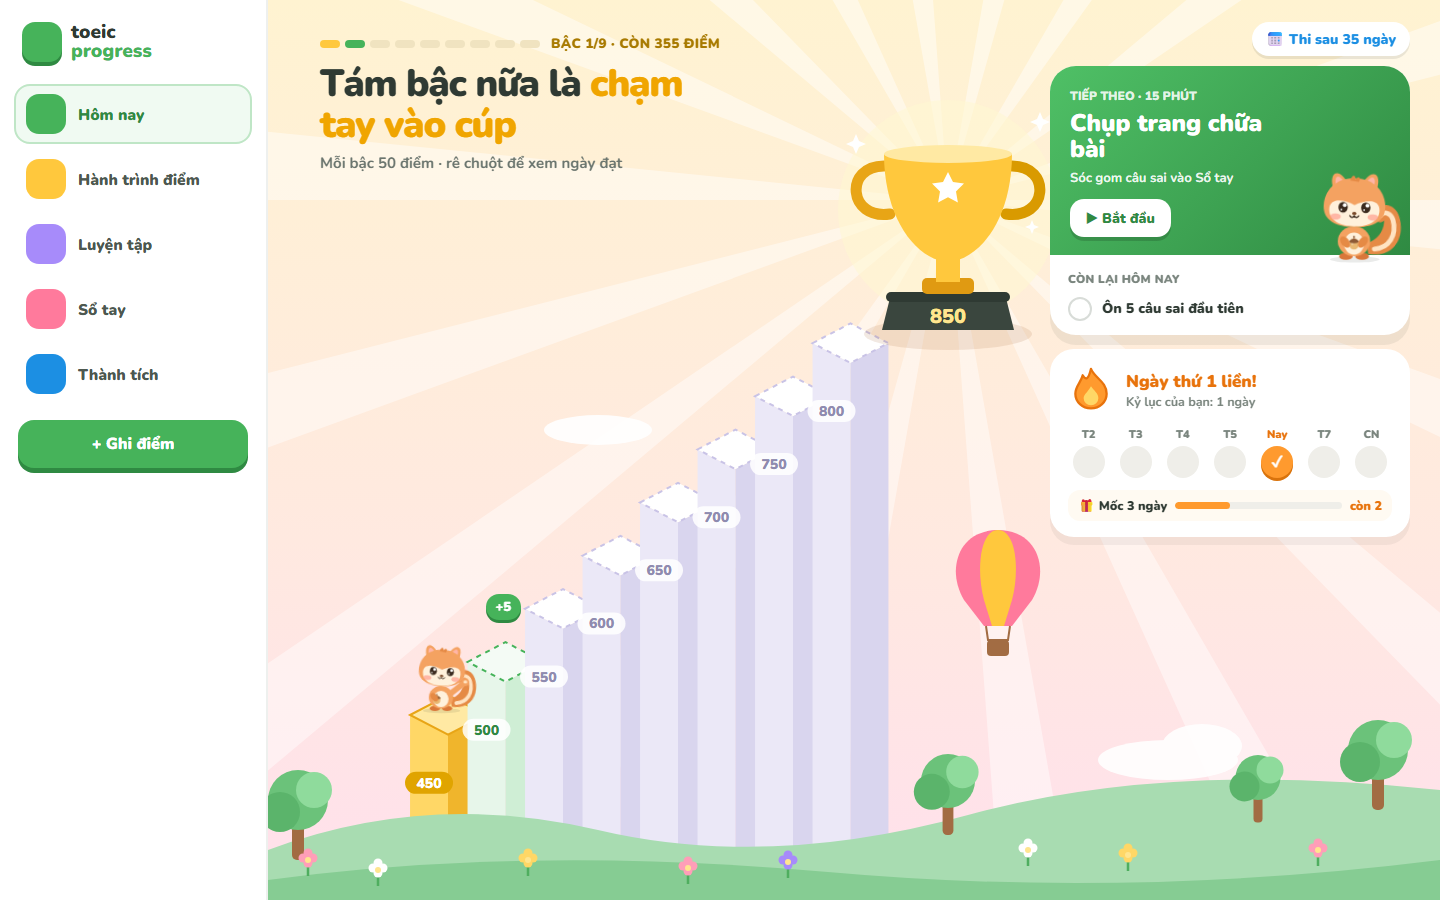 toeic
progress
Hôm nay
Hành trình điểm
Luyện tập
Sổ tay
Thành tích
+ Ghi điểm
BẬC 1/9 · CÒN 355 ĐIỂM
Tám bậc nữa là chạm
tay vào cúp
Mỗi bậc 50 điểm · rê chuột để xem ngày đạt
850
800
750
700
650
600
550
+5
500
450
Thi sau 35 ngày
TIẾP THEO · 15 PHÚT
Chụp trang chữa
bài
Sóc gom câu sai vào Sổ tay
▶ Bắt đầu
CÒN LẠI HÔM NAY
Ôn 5 câu sai đầu tiên
Ngày thứ 1 liền!
Kỷ lục của bạn: 1 ngày
T2 T3 T4 T5 Nay T7 CN
Mốc 3 ngày còn 2